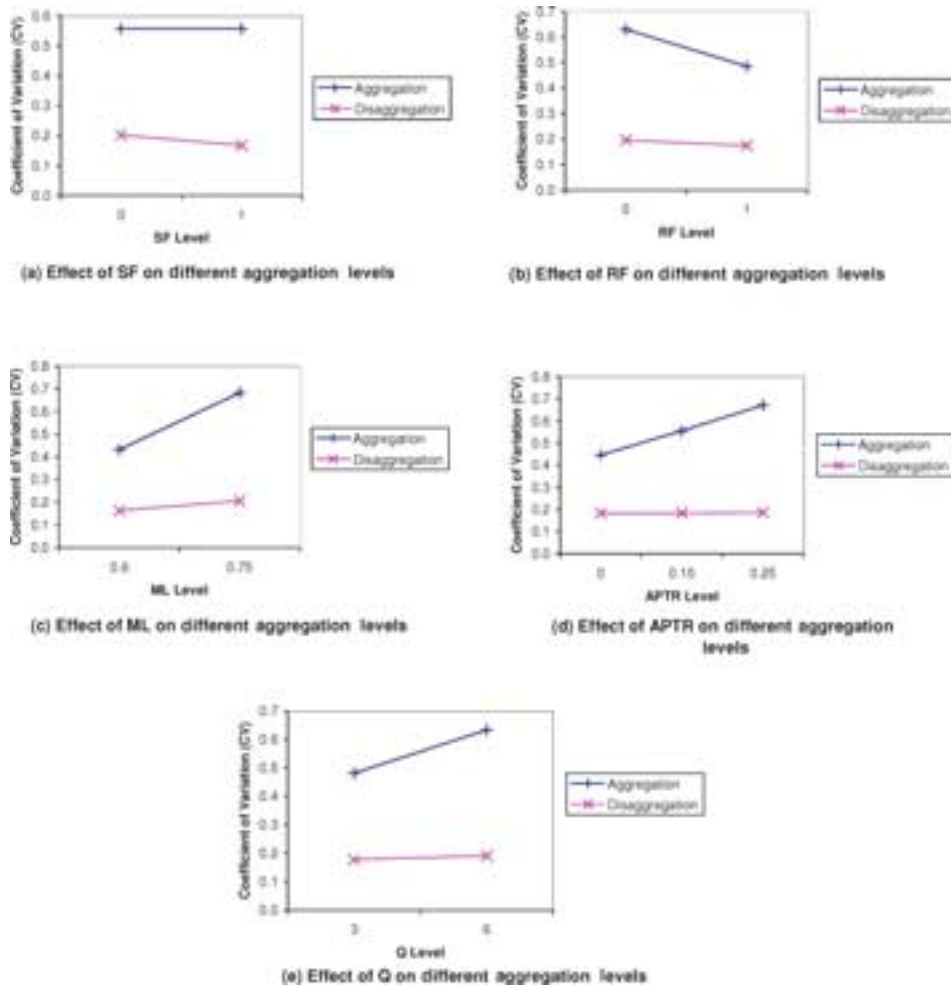 0.6
0.5
0.4
0.3
0.2
0.1
0.0
Coefficient of Variation (CV)
0 1
SF Level
Aggregation
Disaggregation
(a) Effect of SF on different aggregation levels
0.7
0.6
0.5
0.4
0.3
0.2
0.1
0.0
Coefficient of Variation (CV)
0 1
RF Level
Aggregation
Disaggregation
(b) Effect of RF on different aggregation levels
0.8
0.7
0.6
0.5
0.4
0.3
0.2
0.1
0.0
Coefficient of Variation (CV)
0.6 0.75
ML Level
Aggregation
Disaggregation
(c) Effect of ML on different aggregation levels
0.8
0.7
0.6
0.5
0.4
0.3
0.2
0.1
0.0
Coefficient of Variation (CV)
0 0.15 0.25
APTR Level
Aggregation
Disaggregation
(d) Effect of APTR on different aggregation
levels
0.7
0.6
0.5
0.4
0.3
0.2
0.1
0.0
Coefficient of Variation (CV)
3 6
Q Level
Aggregation
Disaggregation
(e) Effect of Q on different aggregation levels